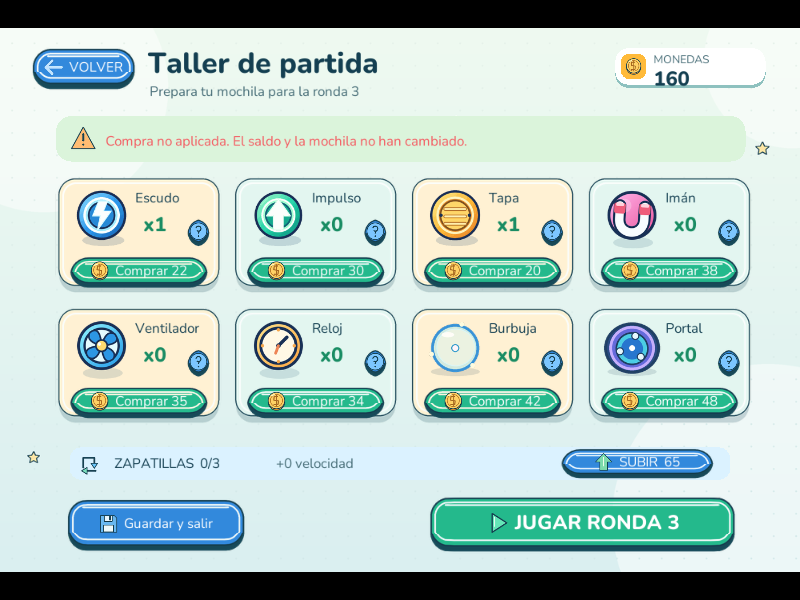 VOLVER
Taller de partida
Prepara tu mochila para la ronda 3
MONEDAS
160
Compra no aplicada. El saldo y la mochila no han cambiado.
Escudo
x1
?
Comprar 22
Impulso
x0
?
Comprar 30
Tapa
x1
?
Comprar 20
Imán
x0
?
Comprar 38
Ventilador
x0
?
Comprar 35
Reloj
x0
?
Comprar 34
Burbuja
x0
?
Comprar 42
Portal
x0
?
Comprar 48
ZAPATILLAS 0/3
+0 velocidad
SUBIR 65
Guardar y salir
JUGAR RONDA 3